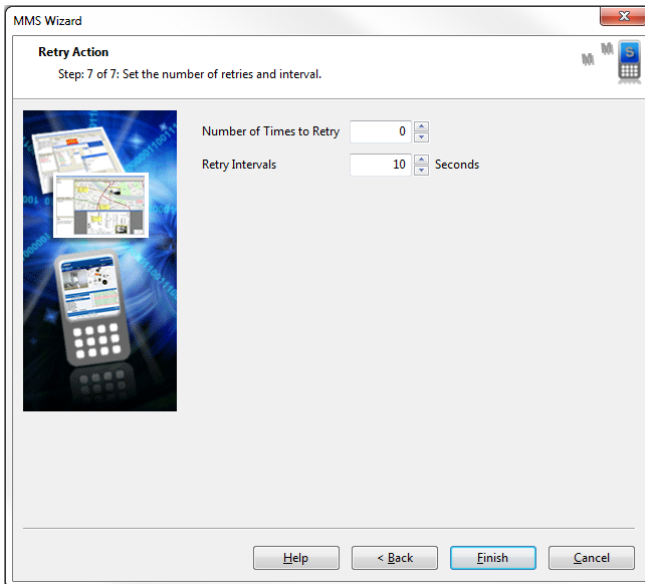 MMS Wizard
Retry Action
Step: 7 of 7: Set the number of retries and interval.
Number of Times to Retry 0
Retry Intervals 10 Seconds
Help < Back Finish Cancel